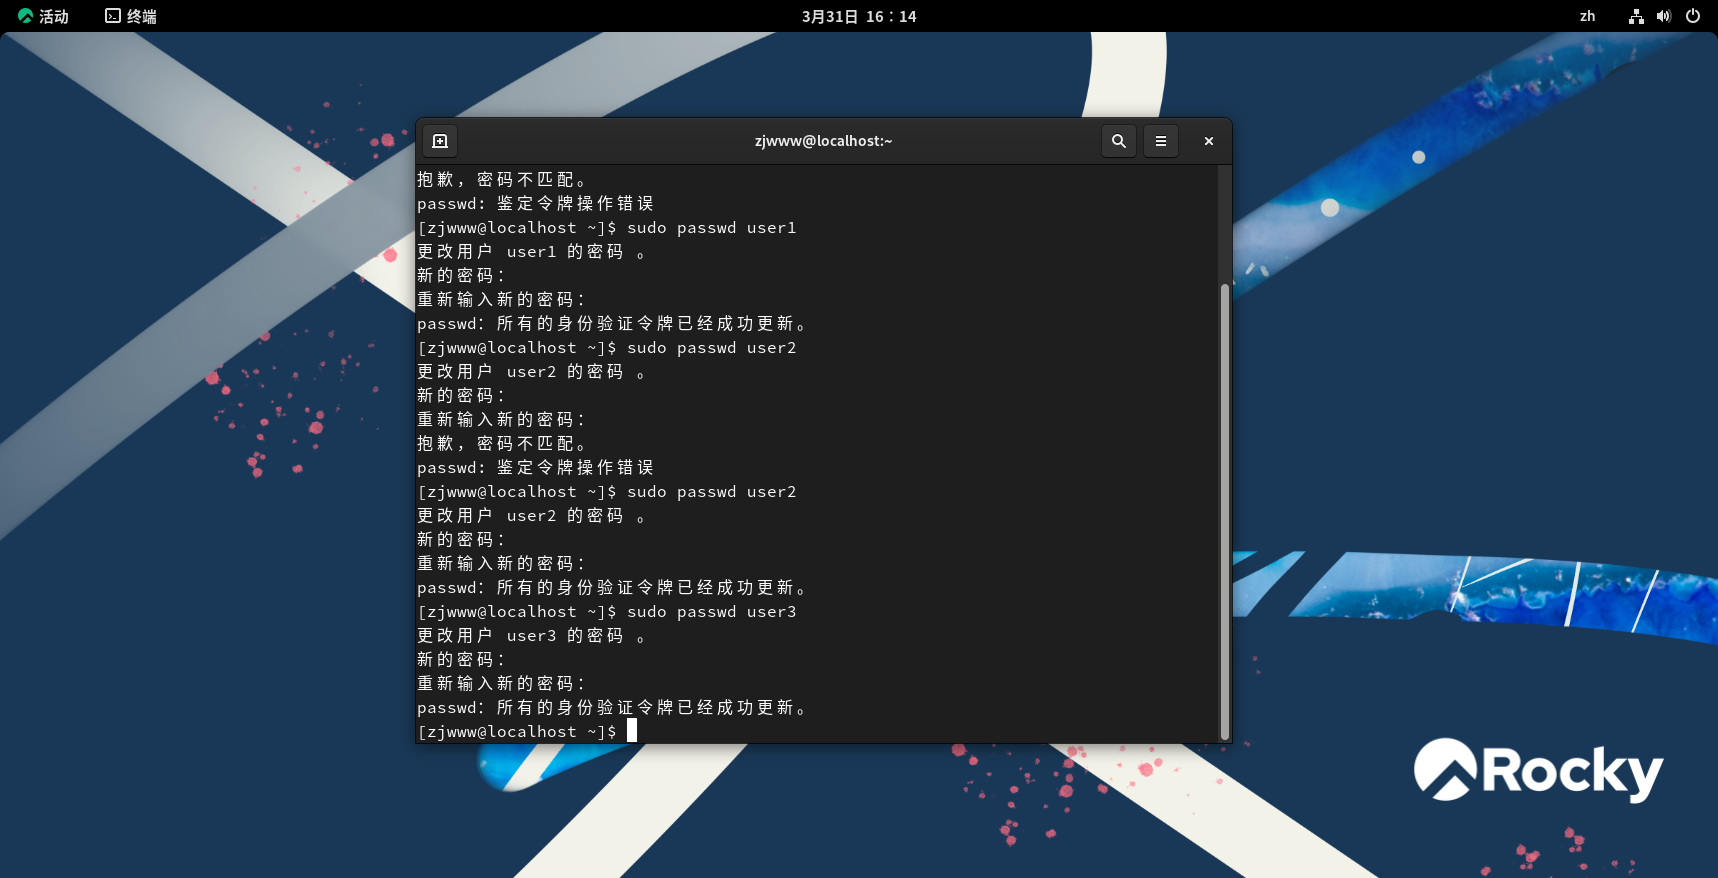 活动 终端 3月31日 16：14 zh
zjwww@localhost:~
抱歉，密码不匹配。
passwd: 鉴定令牌操作错误
[zjwww@localhost ~]$ sudo passwd user1
更改用户 user1 的密码 。
新的密码：
重新输入新的密码：
passwd：所有的身份验证令牌已经成功更新。
[zjwww@localhost ~]$ sudo passwd user2
更改用户 user2 的密码 。
新的密码：
重新输入新的密码：
抱歉，密码不匹配。
passwd: 鉴定令牌操作错误
[zjwww@localhost ~]$ sudo passwd user2
更改用户 user2 的密码 。
新的密码：
重新输入新的密码：
passwd：所有的身份验证令牌已经成功更新。
[zjwww@localhost ~]$ sudo passwd user3
更改用户 user3 的密码 。
新的密码：
重新输入新的密码：
passwd：所有的身份验证令牌已经成功更新。
[zjwww@localhost ~]$
Rocky